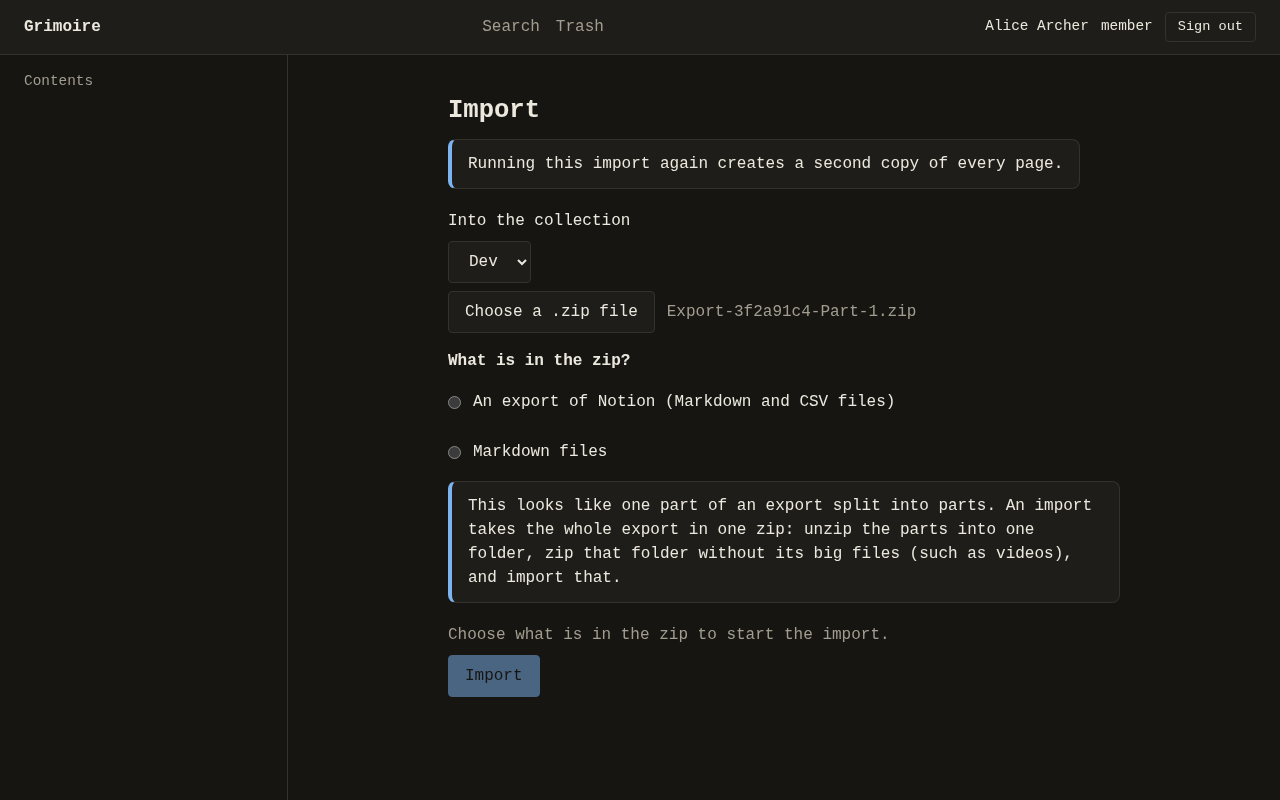 Grimoire
Search Trash
Alice Archer member Sign out
Contents
Import
Running this import again creates a second copy of every page.
Into the collection
Dev
Choose a .zip file Export-3f2a91c4-Part-1.zip
What is in the zip?
An export of Notion (Markdown and CSV files)
Markdown files
This looks like one part of an export split into parts. An import
takes the whole export in one zip: unzip the parts into one
folder, zip that folder without its big files (such as videos),
and import that.
Choose what is in the zip to start the import.
Import